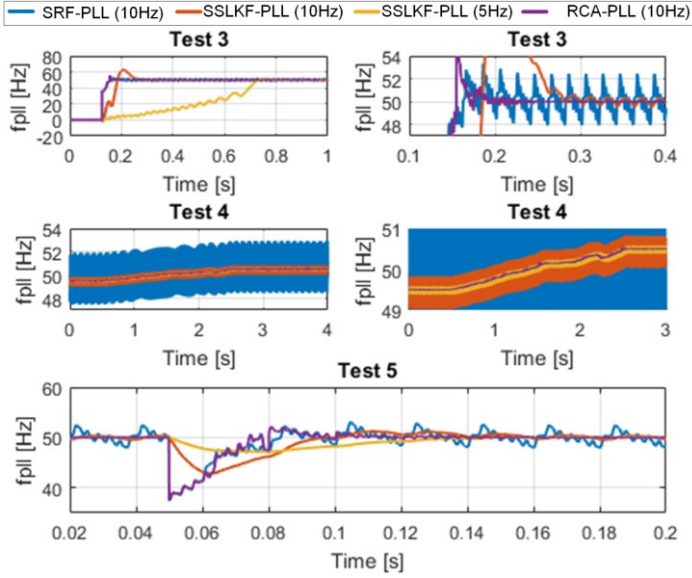 SRF-PLL (10Hz) SSLKF-PLL (10Hz) SSLKF-PLL (5Hz) RCA-PLL (10Hz)
Test 3
fpll [Hz]
80
60
40
20
0
-20
0 0.2 0.4 0.6 0.8 1
Time [s]
Test 3
fpll [Hz]
54
52
50
48
0.1 0.2 0.3 0.4
Time [s]
Test 4
fpll [Hz]
54
52
50
48
0 1 2 3 4
Time [s]
Test 4
fpll [Hz]
51
50
49
0 1 2 3
Time [s]
Test 5
fpll [Hz]
60
50
40
0.02 0.04 0.06 0.08 0.1 0.12 0.14 0.16 0.18 0.2
Time [s]